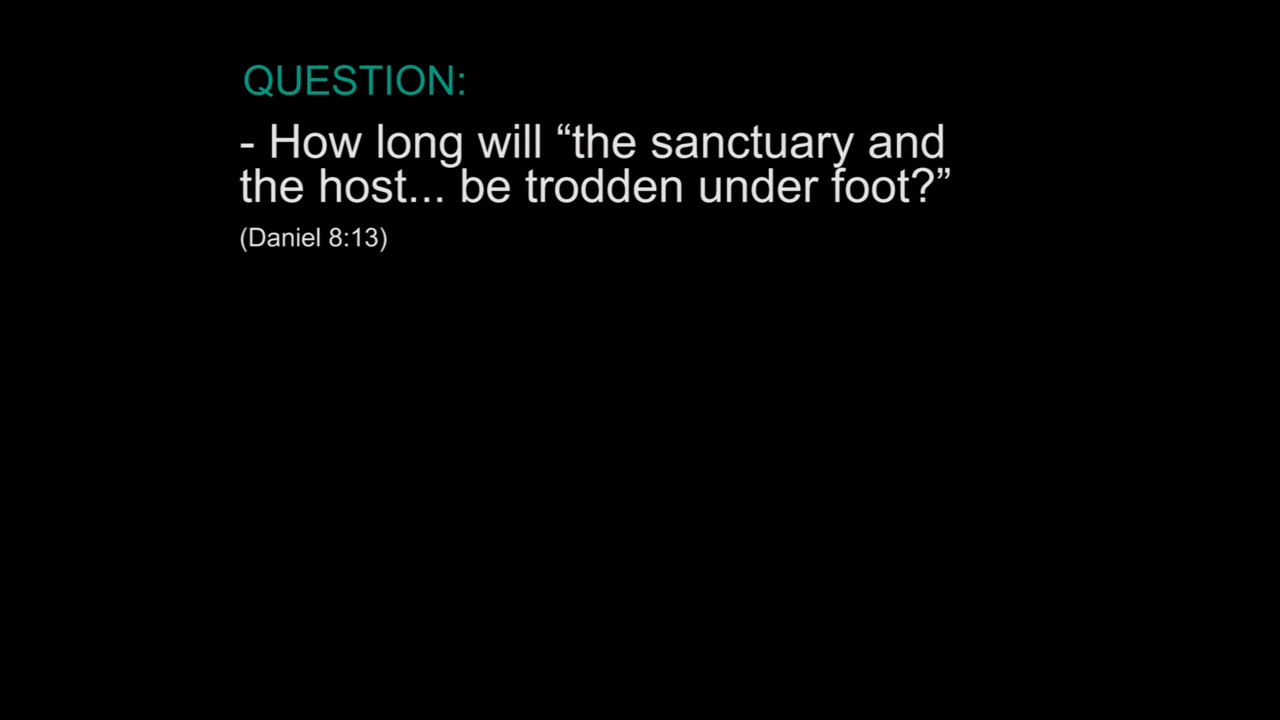 QUESTION:
- How long will “the sanctuary and
the host... be trodden under foot?”
(Daniel 8:13)